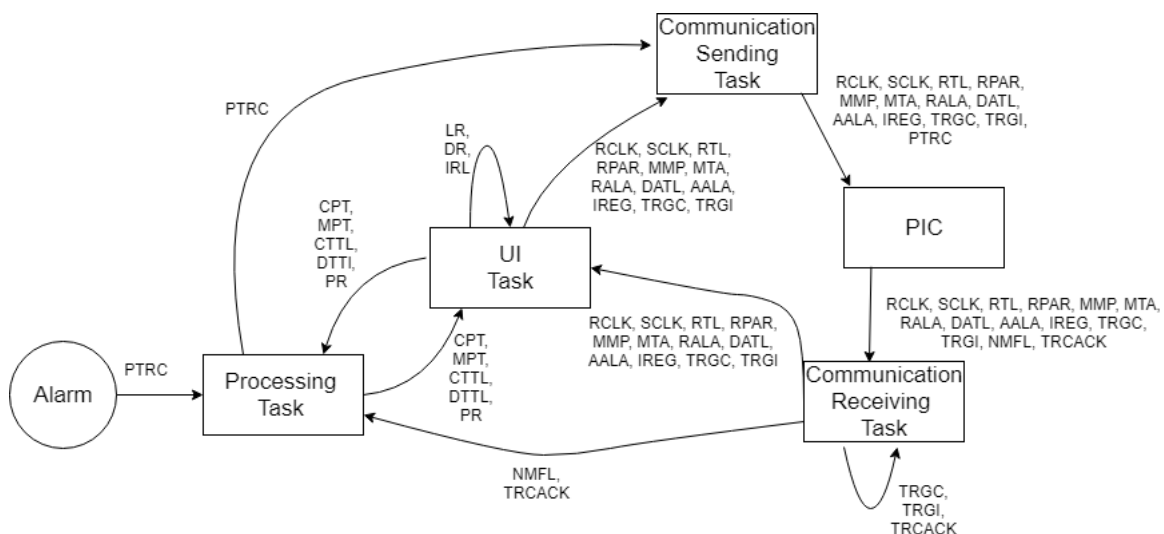 Communication
Sending
Task
RCLK, SCLK, RTL, RPAR,
MMP, MTA, RALA, DATL,
AALA, IREG, TRGC, TRGI,
PTRC
PTRC
LR,
DR,
IRL
RCLK, SCLK, RTL,
RPAR, MMP, MTA,
RALA, DATL, AALA,
IREG, TRGC, TRGI
CPT,
MPT,
CTTL,
DTTI,
PR
UI
Task
PIC
RCLK, SCLK, RTL, RPAR,
MMP, MTA, RALA, DATL,
AALA, IREG, TRGC, TRGI
RCLK, SCLK, RTL, RPAR, MMP, MTA,
RALA, DATL, AALA, IREG, TRGC,
TRGI, NMFL, TRCACK
CPT,
MPT,
CTTL,
DTTL,
PR
Alarm
PTRC
Processing
Task
Communication
Receiving
Task
NMFL,
TRCACK
TRGC,
TRGI,
TRCACK